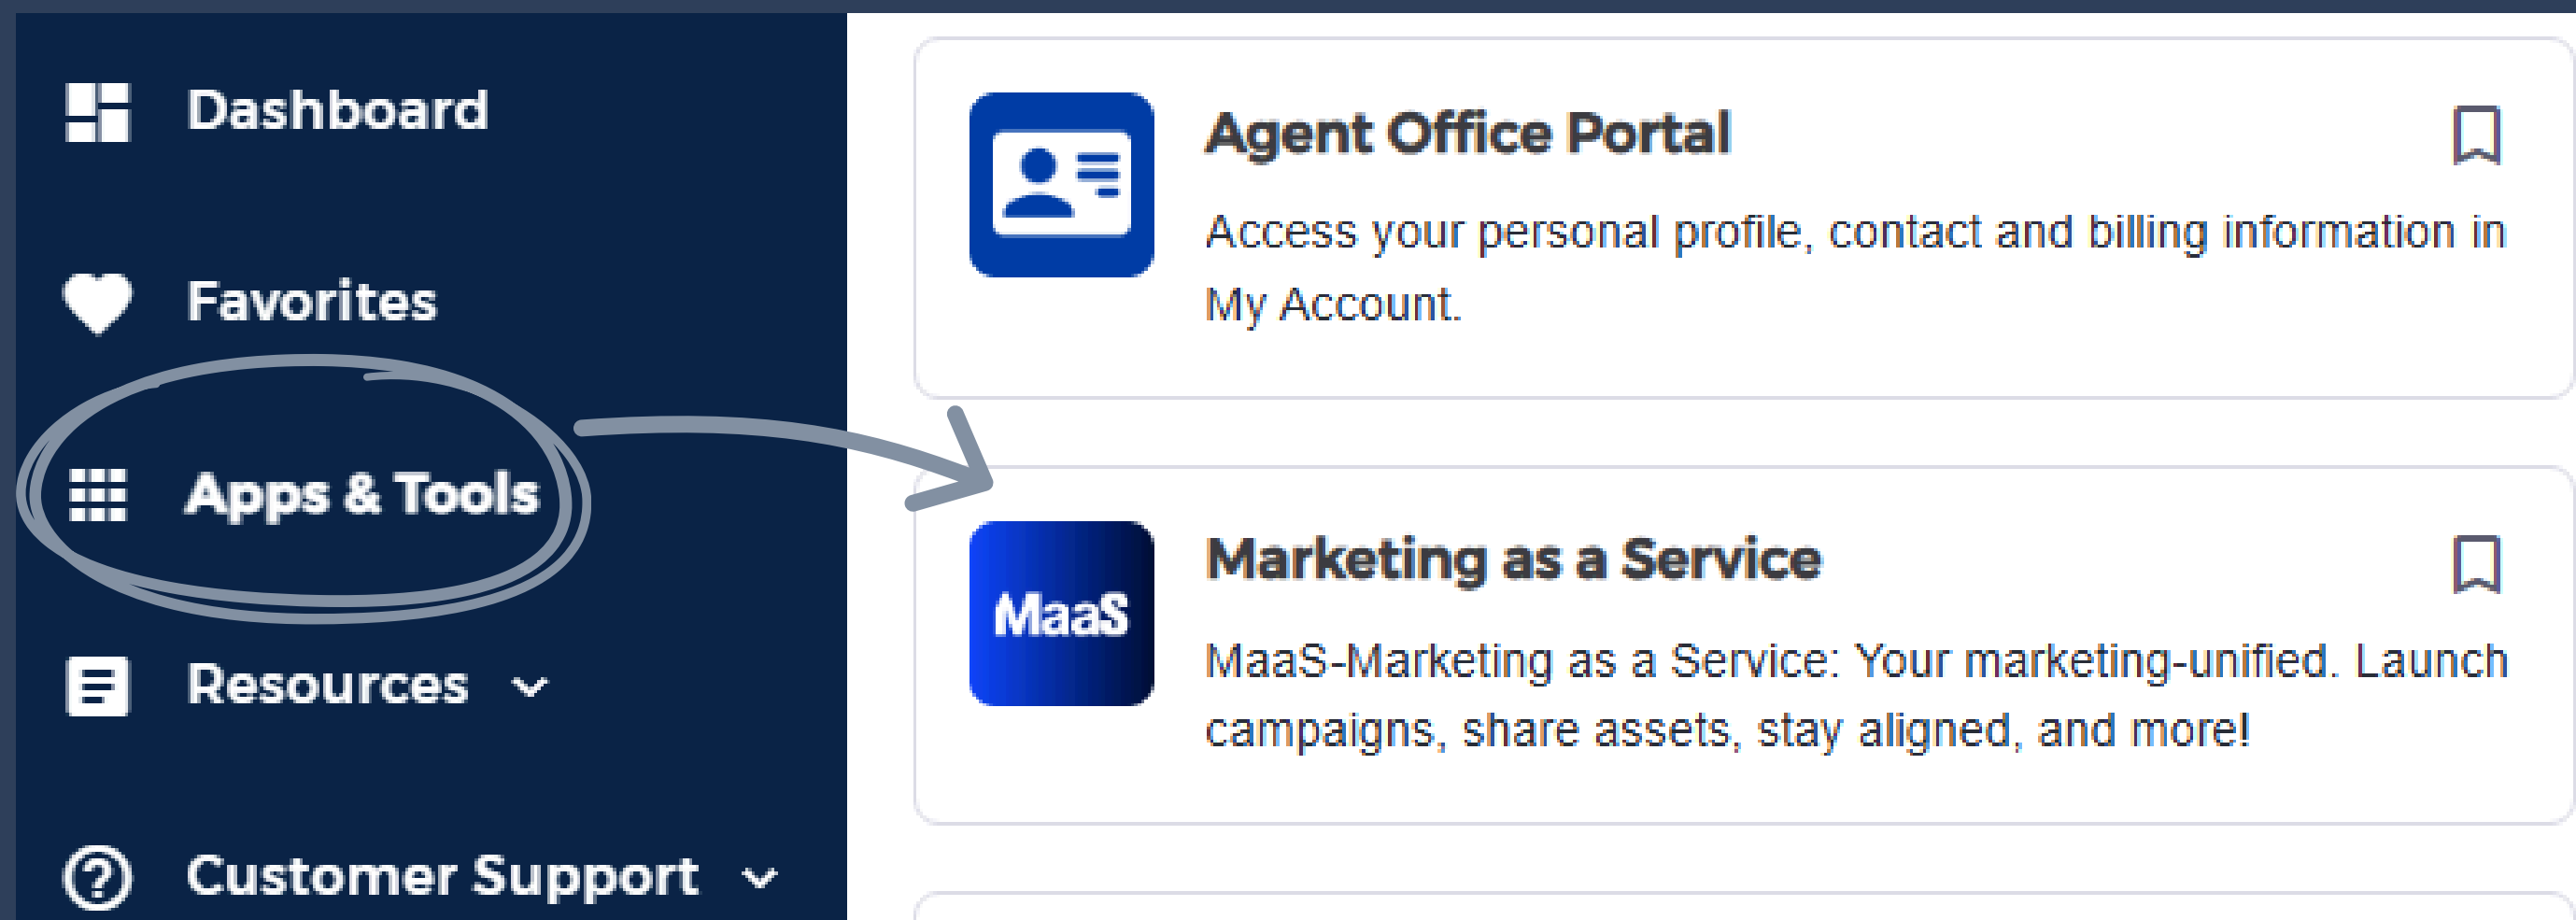 Dashboard
Favorites
Apps & Tools
Resources
Customer Support
Agent Office Portal
Access your personal profile, contact and billing information in
My Account.
MaaS
Marketing as a Service
MaaS-Marketing as a Service: Your marketing-unified. Launch
campaigns, share assets, stay aligned, and more!